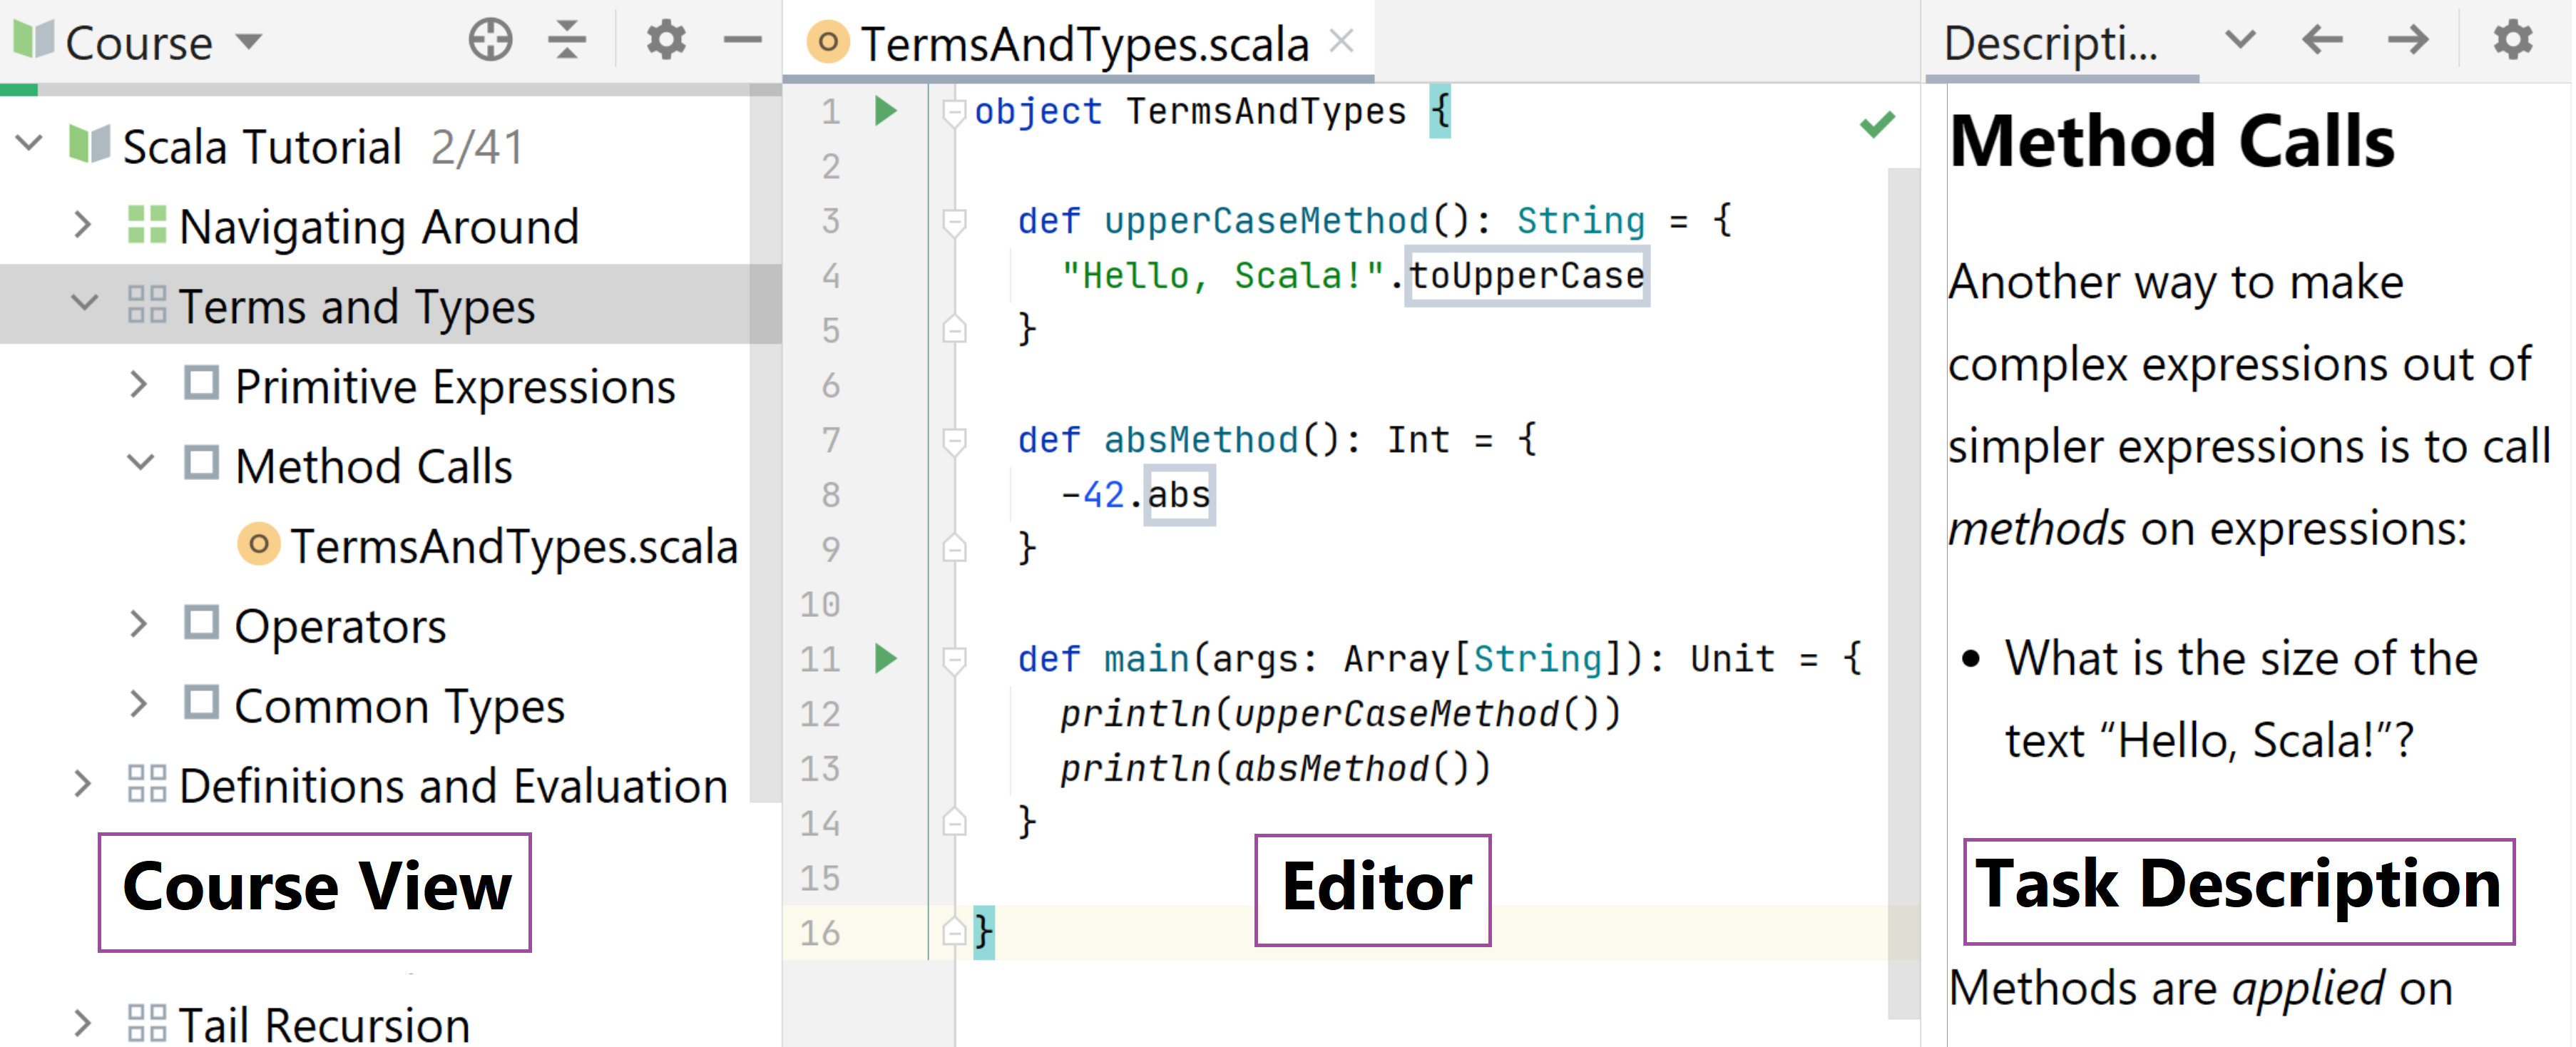 Course
Scala Tutorial 2/41
Navigating Around
Terms and Types
Primitive Expressions
Method Calls
TermsAndTypes.scala
Operators
Common Types
Definitions and Evaluation
Course View
Tail Recursion
TermsAndTypes.scala
1 object TermsAndTypes {
2
3 def upperCaseMethod(): String = {
4 "Hello, Scala!".toUpperCase
5 }
6
7 def absMethod(): Int = {
8 -42.abs
9 }
10
11 def main(args: Array[String]): Unit = {
12 println(upperCaseMethod())
13 println(absMethod())
14 }
15
16 }
Editor
Descripti...
Method Calls
Another way to make
complex expressions out of
simpler expressions is to call
methods on expressions:
• What is the size of the
text “Hello, Scala!”?
Task Description
Methods are applied on